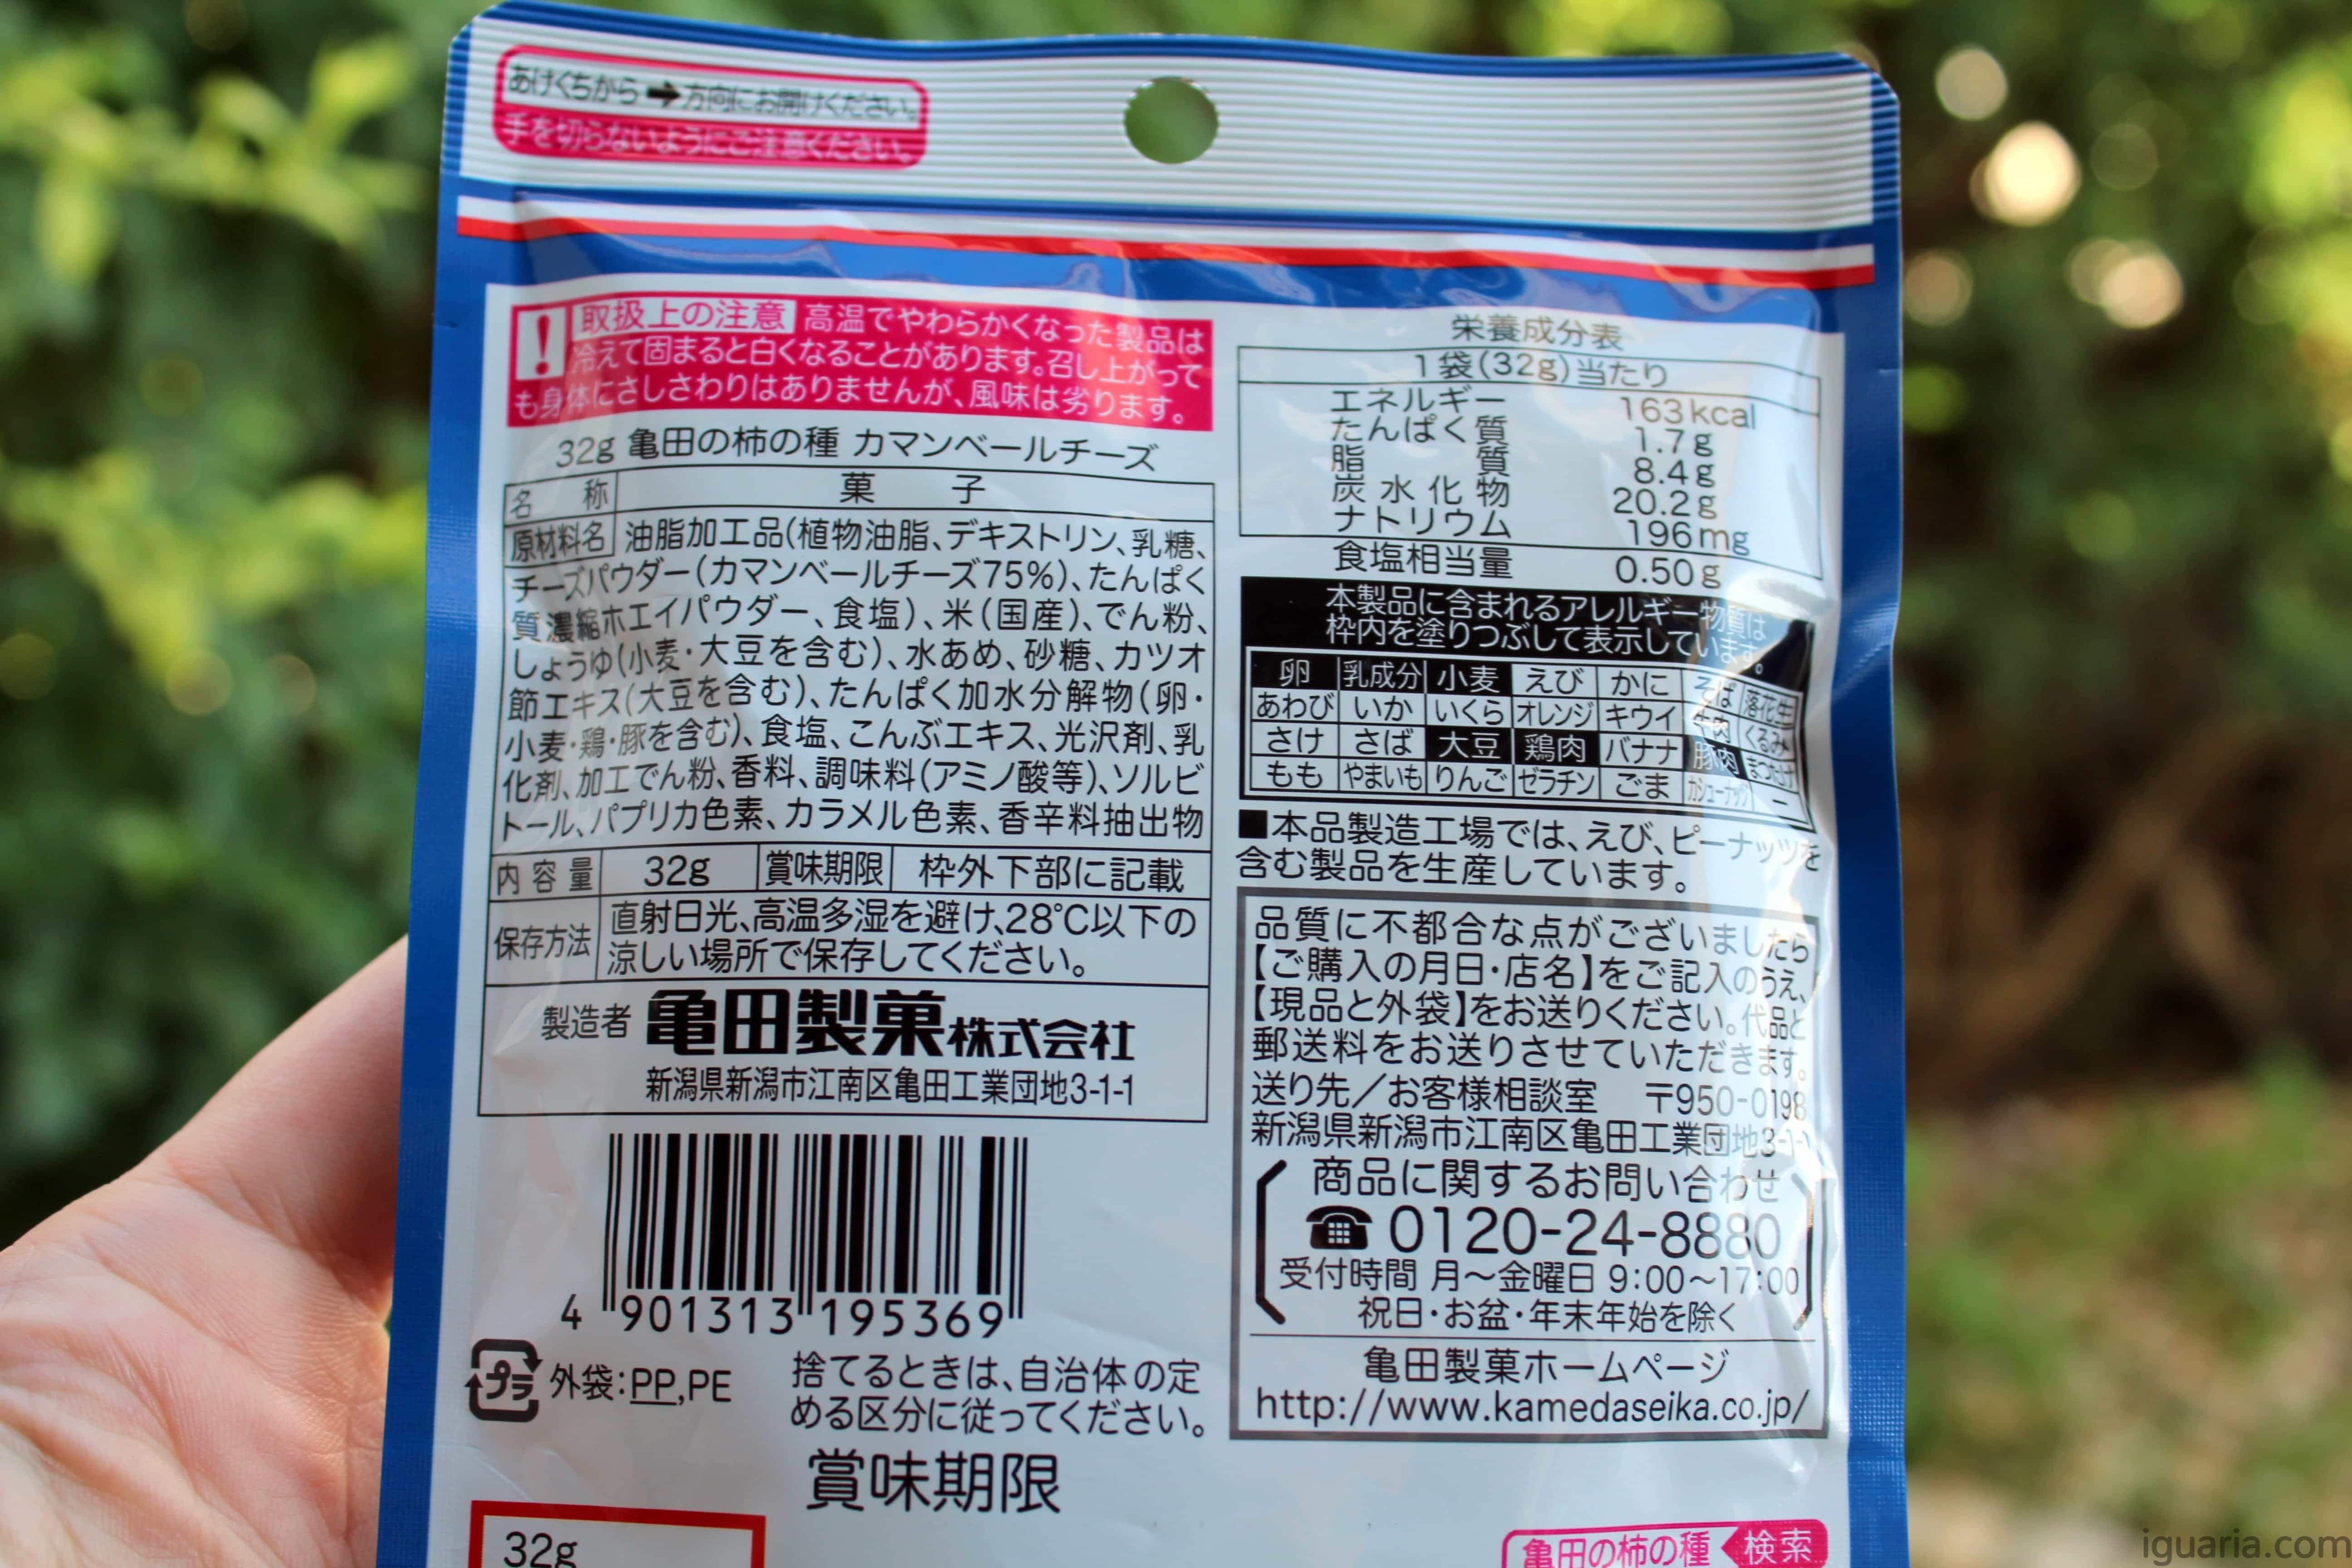 あけくちから➡方向にお開けください。
手を切らないようにご注意ください。
! 取扱上の注意 高温でやわらかくなった製品は
冷えて固まると白くなることがあります。召し上がって
も身体にさしさわりはありませんが、風味は劣ります。
32g 亀田の柿の種 カマンベールチーズ
名称 菓子
原材料名 油脂加工品(植物油脂、デキストリン、乳糖、
チーズパウダー(カマンベールチーズ75%)、たんぱく
質濃縮ホエイパウダー、食塩)、米(国産)、でん粉、
しょうゆ(小麦・大豆を含む)、水あめ、砂糖、カツオ
節エキス(大豆を含む)、たんぱく加水分解物(卵・
小麦・鶏・豚を含む)、食塩、こんぶエキス、光沢剤、乳
化剤、加工でん粉、香料、調味料(アミノ酸等)、ソルビ
トール、パプリカ色素、カラメル色素、香辛料抽出物
内容量 32g 賞味期限 枠外下部に記載
保存方法 直射日光、高温多湿を避け、28℃以下の
涼しい場所で保存してください。
製造者 亀田製菓株式会社
新潟県新潟市江南区亀田工業団地3-1-1
4 901313 195369
プラ 外袋:PP,PE
捨てるときは、自治体の定
める区分に従ってください。
賞味期限
32g
栄養成分表
1袋(32g)当たり
エネルギー 163kcal
たんぱく質 1.7g
脂質 8.4g
炭水化物 20.2g
ナトリウム 196mg
食塩相当量 0.50g
本製品に含まれるアレルギー物質は
枠内を塗りつぶして表示しています。
卵 乳成分 小麦 えび かに そば 落花生
あわび いか いくら オレンジ キウイ 牛肉 くるみ
さけ さば 大豆 鶏肉 バナナ 豚肉 まつたけ
もも やまいも りんご ゼラチン ごま カシューナッツ ー
■本品製造工場では、えび、ピーナッツを
含む製品を生産しています。
品質に不都合な点がございましたら
【ご購入の月日・店名】をご記入のうえ、
【現品と外袋】をお送りください。代品と
郵送料をお送りさせていただきます。
送り先/お客様相談室 〒950-0198
新潟県新潟市江南区亀田工業団地3-1-1
商品に関するお問い合わせ
☎0120-24-8880
受付時間 月～金曜日 9:00～17:00
祝日・お盆・年末年始を除く
亀田製菓ホームページ
http://www.kamedaseika.co.jp/
亀田の柿の種 検索
iguaria.com